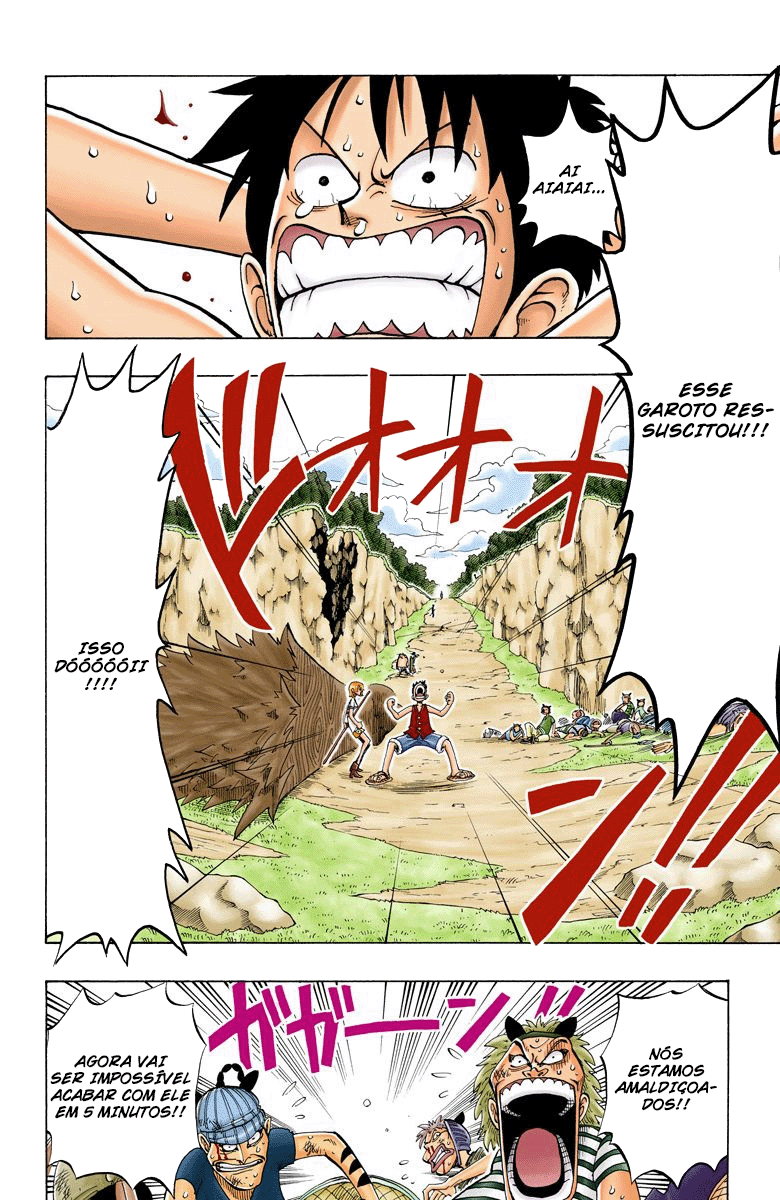 AI
AIAIAI...
ESSE
GAROTO RES-
SUSCITOU!!!
ドオオオン!!
ISSO
DÓÓÓÓÓII
!!!!
NÓS
ESTAMOS
AMALDIÇOA-
DOS!!
ガガーン!!
AGORA VAI
SER IMPOSSÍVEL
ACABAR COM ELE
EM 5 MINUTOS!!